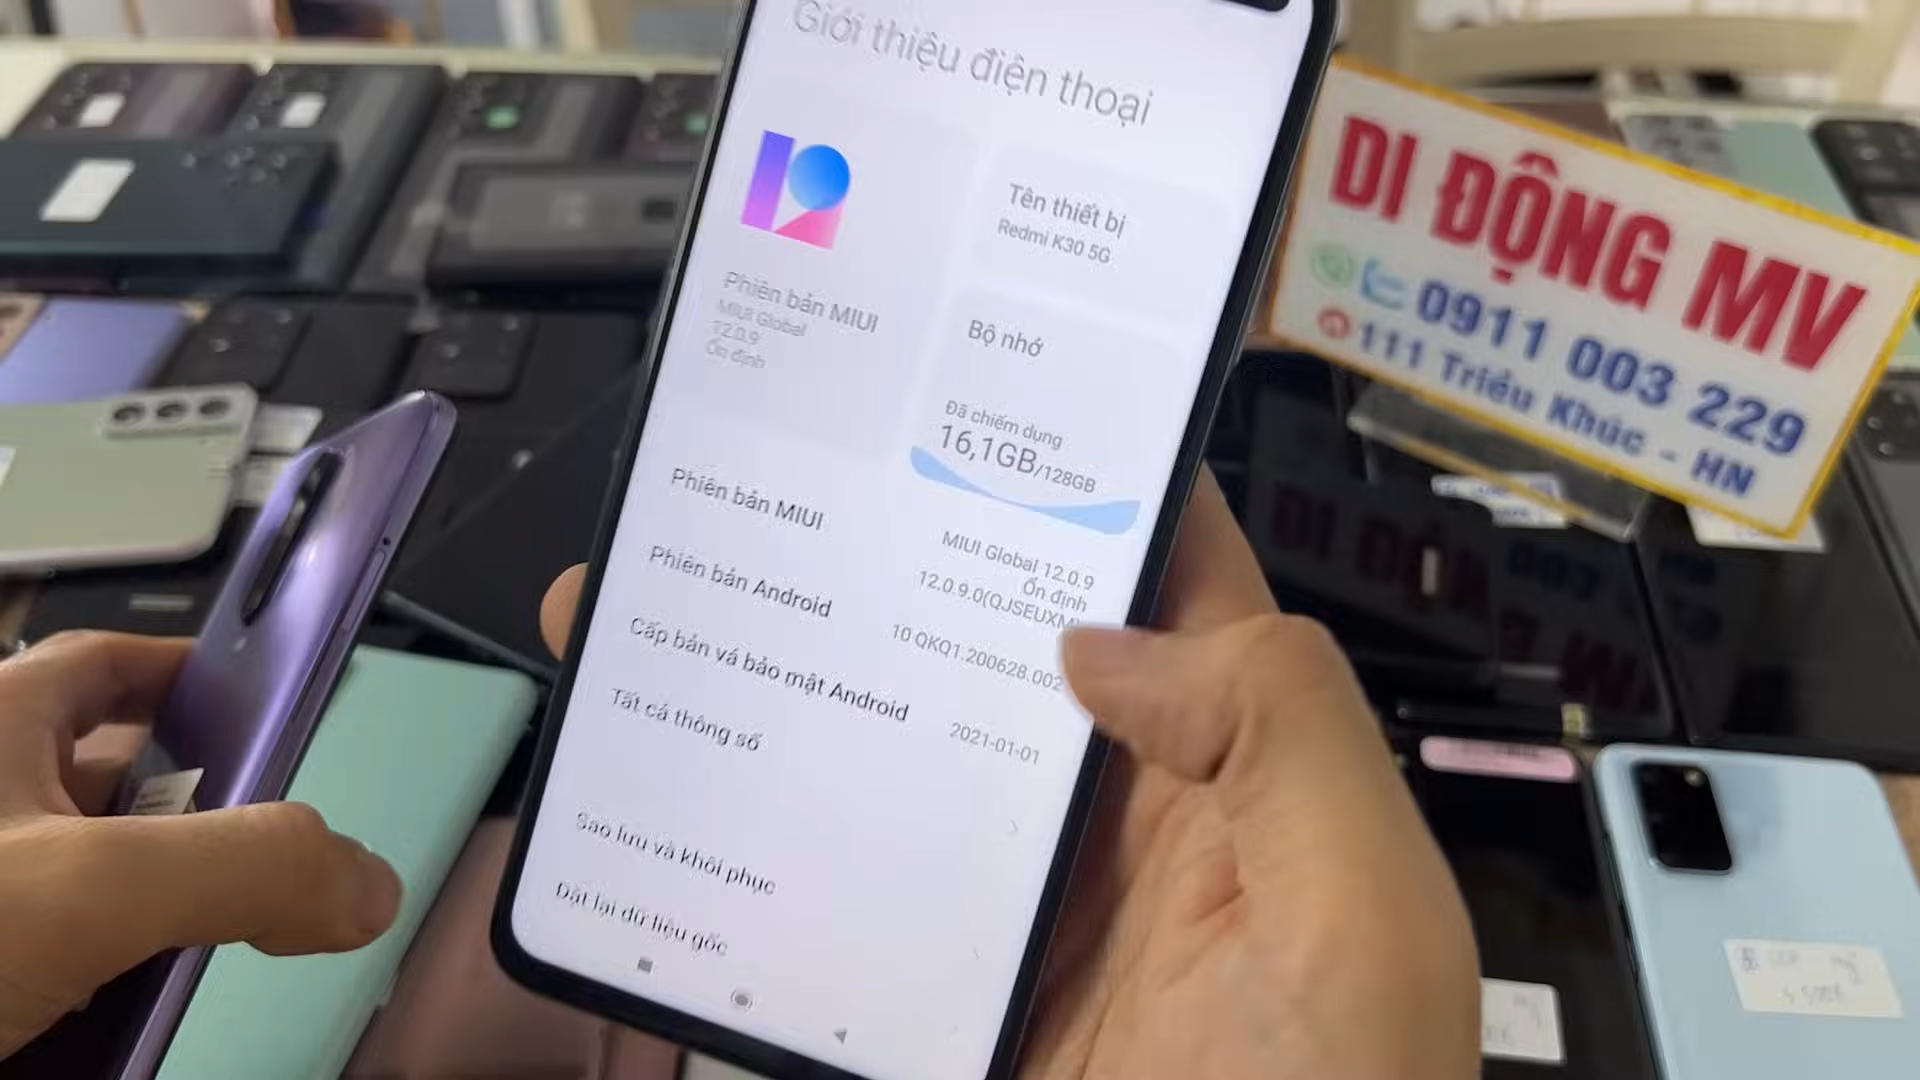 Giới thiệu điện thoại
Tên thiết bị
Redmi K30 5G
Phiên bản MIUI
MIUI Global
12.0.9
Ổn định
Bộ nhớ
Đã chiếm dụng
16,1GB/128GB
Phiên bản MIUI
MIUI Global 12.0.9
Ổn định
12.0.9.0(QJSEUXM)
Phiên bản Android
10 QKQ1.200628.002
Cấp bản vá bảo mật Android
2021-01-01
Tất cả thông số
Sao lưu và khôi phục
Đặt lại dữ liệu gốc
DI ĐỘNG MV
0911 003 229
111 Triều Khúc - HN